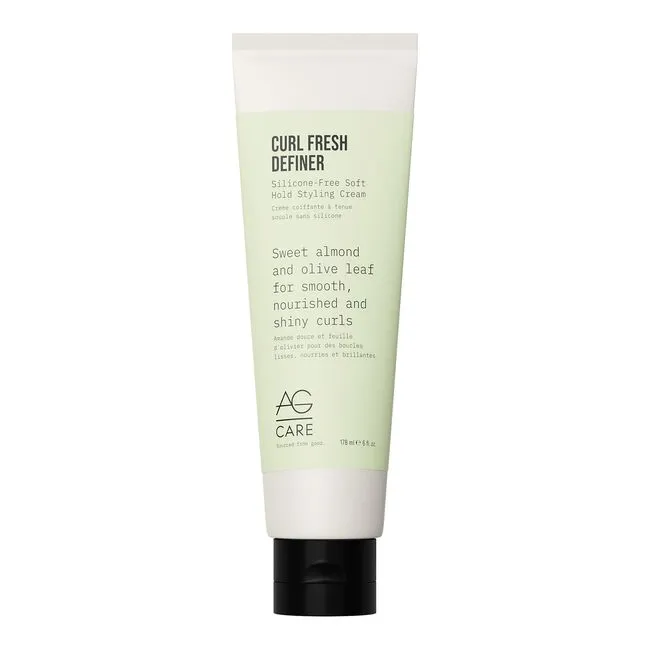 CURL FRESH
DEFINER
Silicone-Free Soft
Hold Styling Cream
Crème coiffante à tenue
souple sans silicone
Sweet almond
and olive leaf
for smooth,
nourished and
shiny curls
Amande douce et feuille
d'olivier pour des boucles
lisses, nourries et brillantes
AG
CARE
Sourced from good.
178 ml ℮ 6 fl. oz.